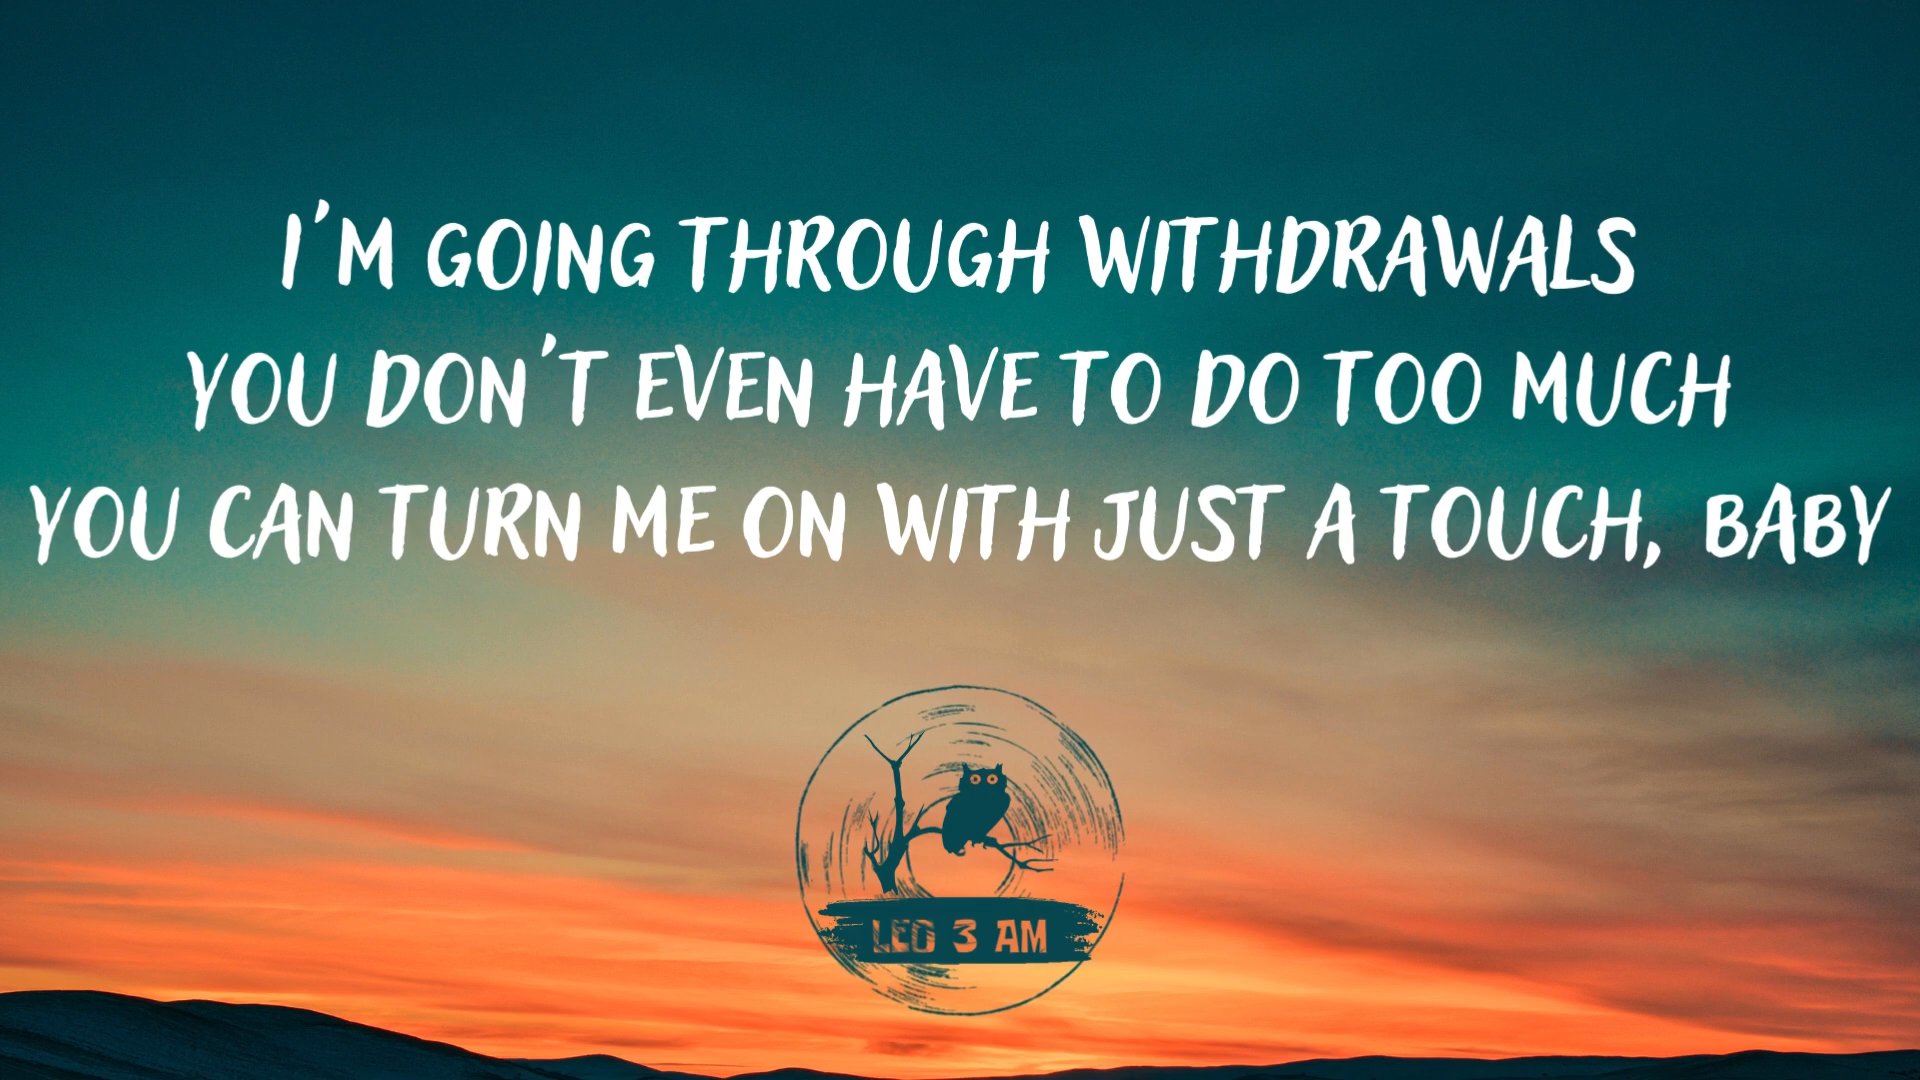 I'M GOING THROUGH WITHDRAWALS
YOU DON'T EVEN HAVE TO DO TOO MUCH
YOU CAN TURN ME ON WITH JUST A TOUCH, BABY
LEO 3 AM